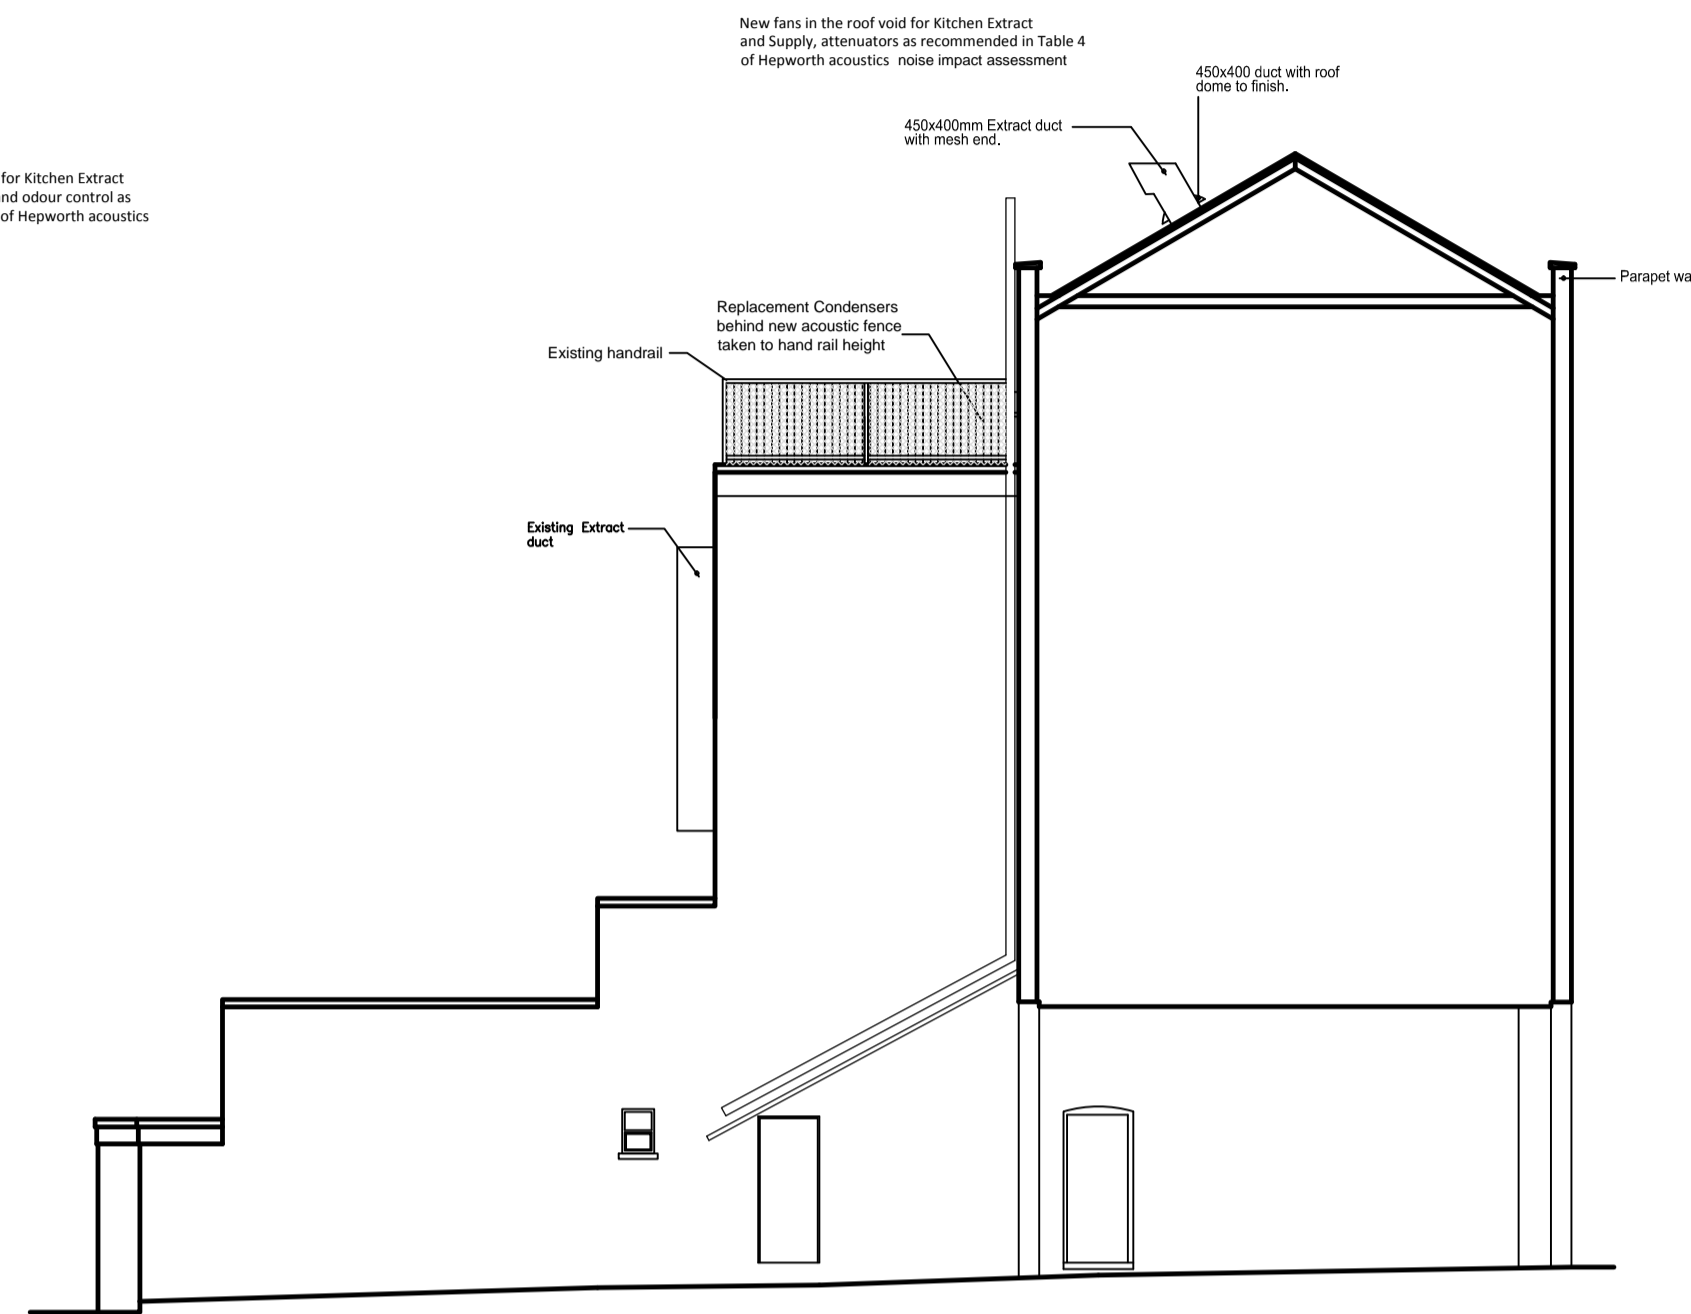 New fans in the roof void for Kitchen Extract
and Supply, attenuators as recommended in Table 4
of Hepworth acoustics noise impact assessment
450x400 duct with roof
dome to finish.
450x400mm Extract duct
with mesh end.
for Kitchen Extract
nd odour control as
of Hepworth acoustics
Parapet wa
Replacement Condensers
behind new acoustic fence
taken to hand rail height
Existing handrail
Existing Extract
duct